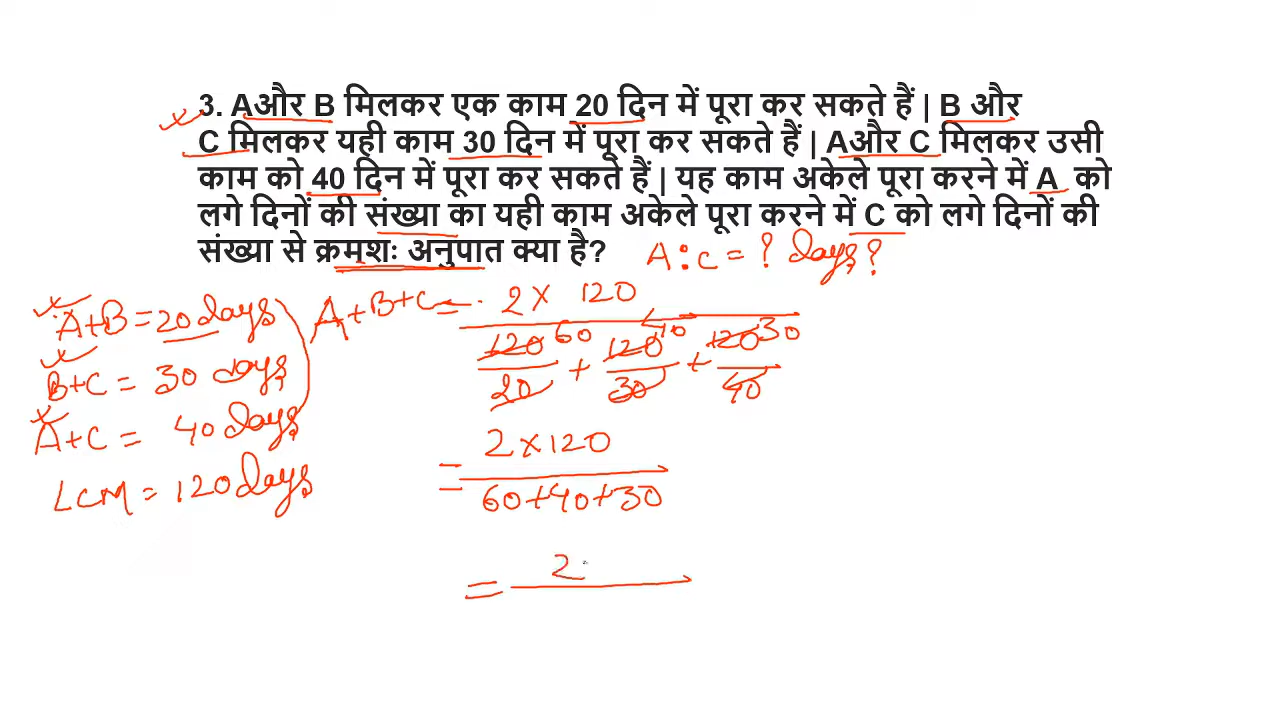 3. Aऔर B मिलकर एक काम 20 दिन में पूरा कर सकते हैं | B और
C मिलकर यही काम 30 दिन में पूरा कर सकते हैं | Aऔर C मिलकर उसी
काम को 40 दिन में पूरा कर सकते हैं | यह काम अकेले पूरा करने में A को
लगे दिनों की संख्या का यही काम अकेले पूरा करने में C को लगे दिनों की
संख्या से क्रमशः अनुपात क्या है? A:C = ? days?
A+B = 20 days
B+C = 30 days
A+C = 40 days
LCM = 120 days
A+B+C = 2 x 120
120 60 + 120 40 + 120 30
20 30 40
= 2 x 120
60+40+30
= 2